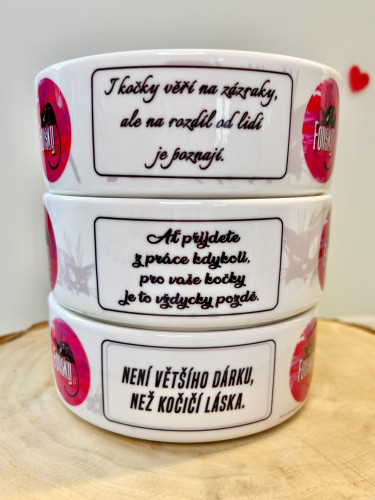 I kočky věří na zázraky,
ale na rozdíl od lidí
je poznají.
Fousky
Ať přijdete
z práce kdykoli,
pro vaše kočky
je to vždycky pozdě.
NENÍ VĚTŠÍHO DÁRKU,
NEŽ KOČIČÍ LÁSKA.